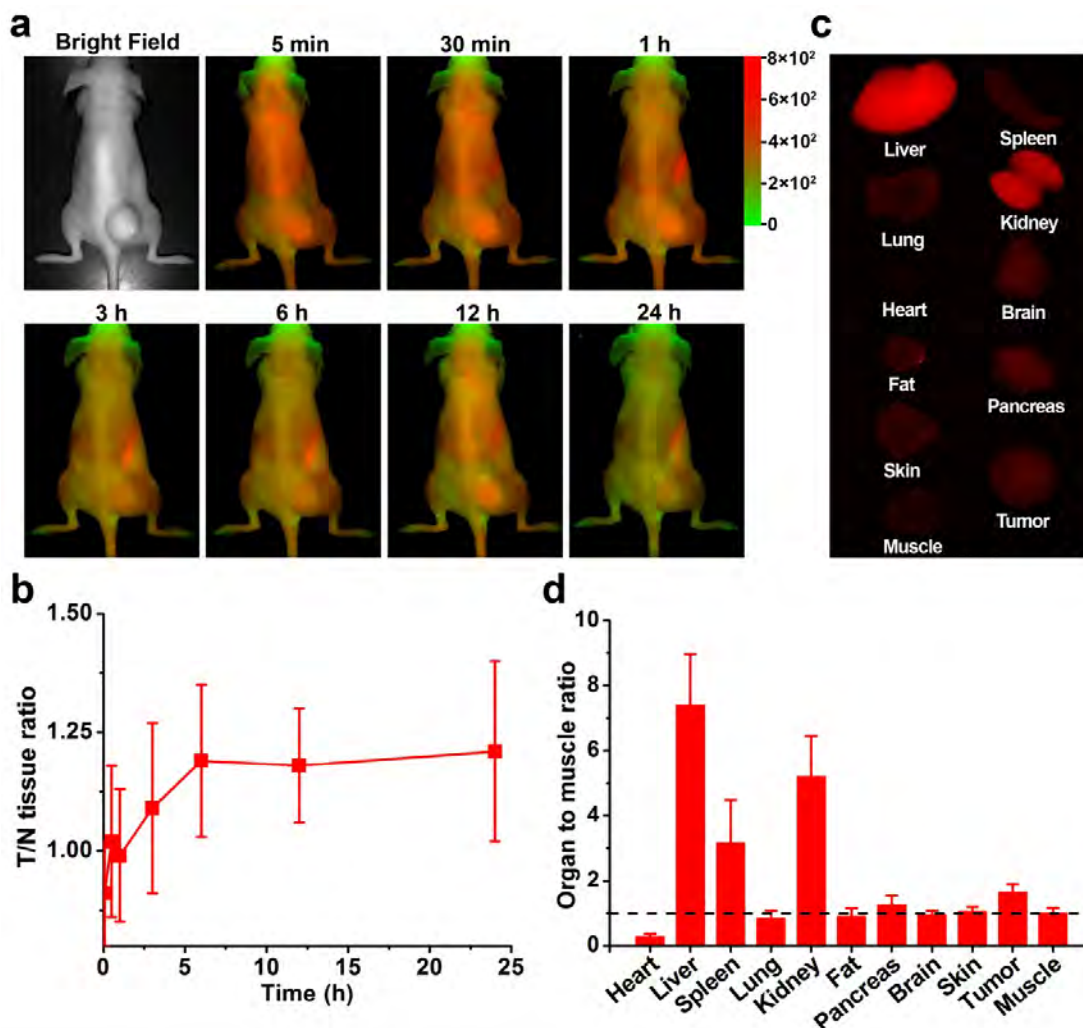 a
Bright Field
5 min
30 min
1 h
8×10²
6×10²
4×10²
2×10²
0
3 h
6 h
12 h
24 h
c
Liver
Spleen
Lung
Kidney
Heart
Brain
Fat
Pancreas
Skin
Tumor
Muscle
b
1.50
1.25
1.00
T/N tissue ratio
0 5 10 15 20 25
Time (h)
d
10
8
6
4
2
0
Organ to muscle ratio
Heart Liver Spleen Lung Kidney Fat Pancreas Brain Skin Tumor Muscle